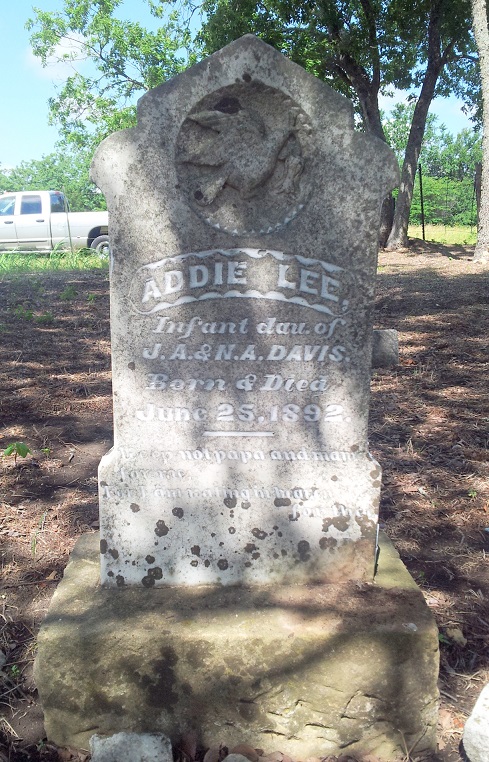 ADDIE LEE,
Infant dau. of
J. A. & N. A. DAVIS.
Born & Died
June 25, 1892.
Weep not papa and mama
for me